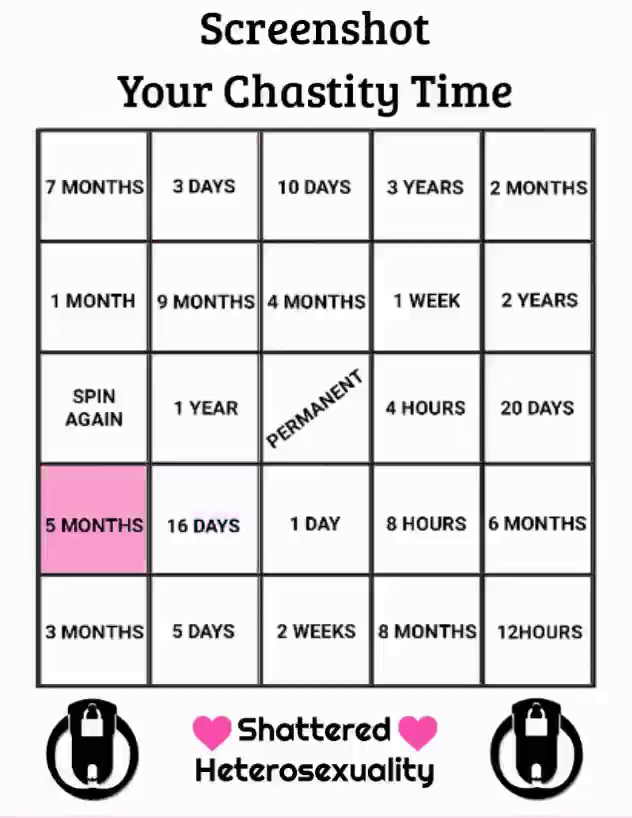 Screenshot
Your Chastity Time
7 MONTHS
3 DAYS
10 DAYS
3 YEARS
2 MONTHS
1 MONTH
9 MONTHS
4 MONTHS
1 WEEK
2 YEARS
SPIN
AGAIN
1 YEAR
PERMANENT
4 HOURS
20 DAYS
5 MONTHS
16 DAYS
1 DAY
8 HOURS
6 MONTHS
3 MONTHS
5 DAYS
2 WEEKS
8 MONTHS
12HOURS
Shattered
Heterosexuality